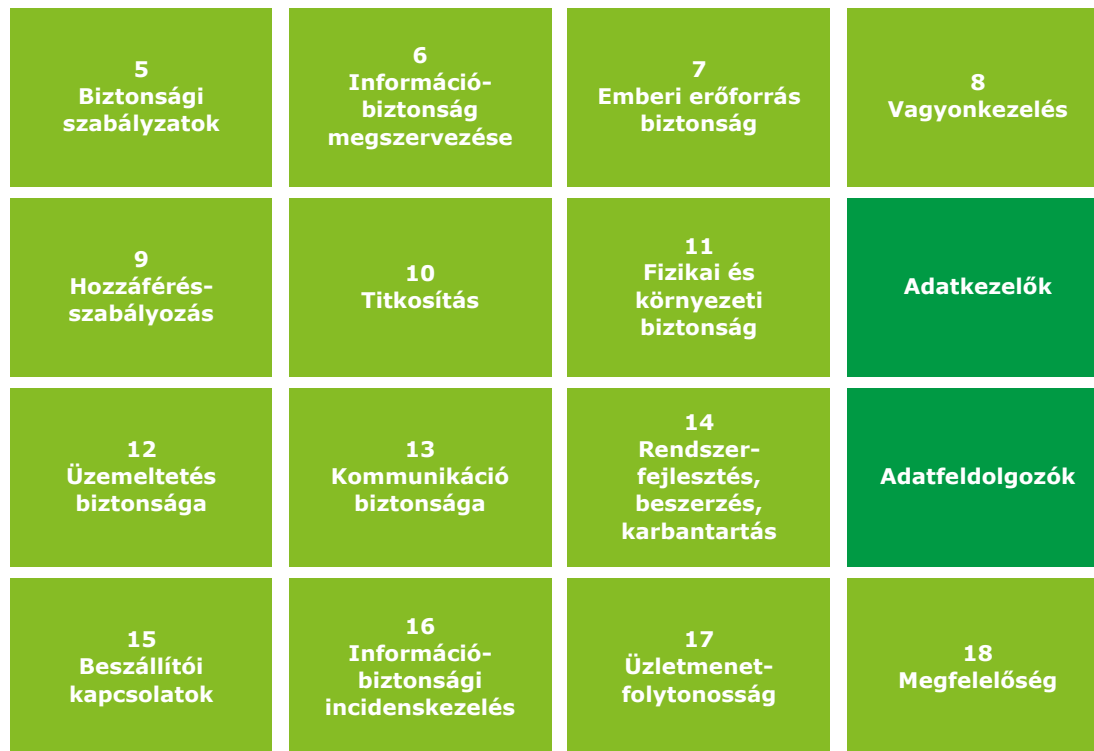 5
Biztonsági
szabályzatok
6
Információ-
biztonság
megszervezése
7
Emberi erőforrás
biztonság
8
Vagyonkezelés
9
Hozzáférés-
szabályozás
10
Titkosítás
11
Fizikai és
környezeti
biztonság
Adatkezelők
12
Üzemeltetés
biztonsága
13
Kommunikáció
biztonsága
14
Rendszer-
fejlesztés,
beszerzés,
karbantartás
Adatfeldolgozók
15
Beszállítói
kapcsolatok
16
Információ-
biztonsági
incidenskezelés
17
Üzletmenet-
folytonosság
18
Megfelelőség